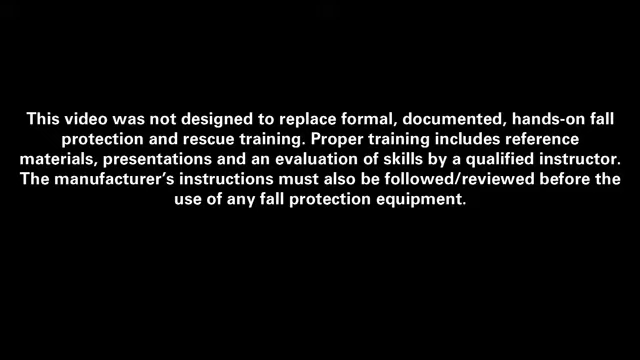 This video was not designed to replace formal, documented, hands-on fall
protection and rescue training. Proper training includes reference
materials, presentations and an evaluation of skills by a qualified instructor.
The manufacturer's instructions must also be followed/reviewed before the
use of any fall protection equipment.